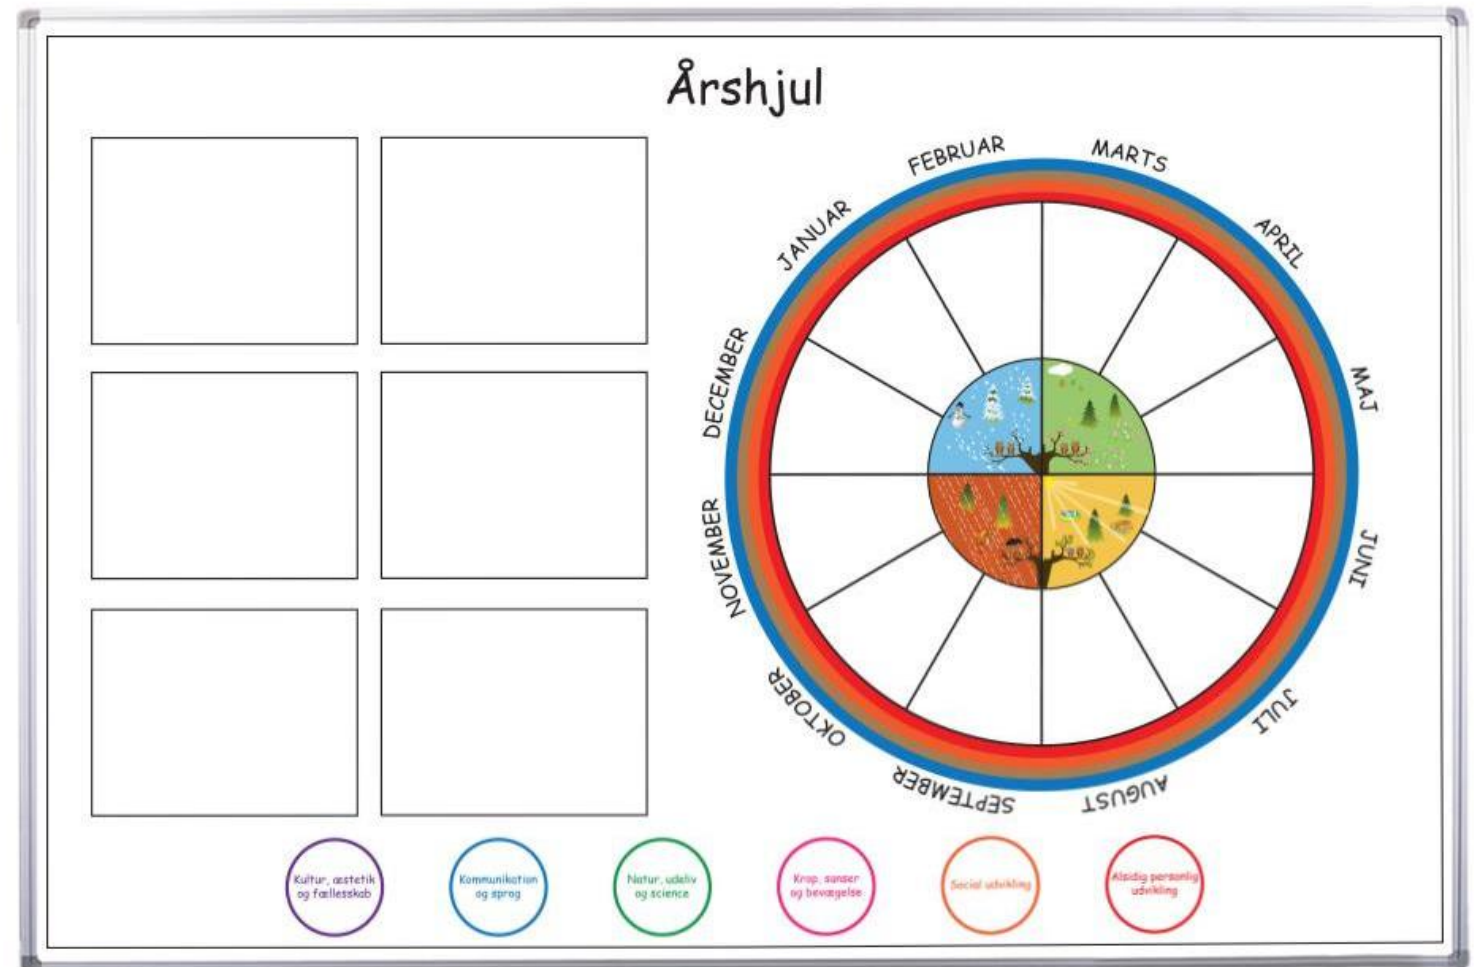 Årshjul
JANUAR
FEBRUAR
MARTS
APRIL
MAJ
JUNI
JULI
AUGUST
SEPTEMBER
OKTOBER
NOVEMBER
DECEMBER
Kultur, æstetik
og fællesskab
Kommunikation
og sprog
Natur, udeliv
og science
Krop, sanser
og bevægelse
Social udvikling
Alsidig personlig
udvikling